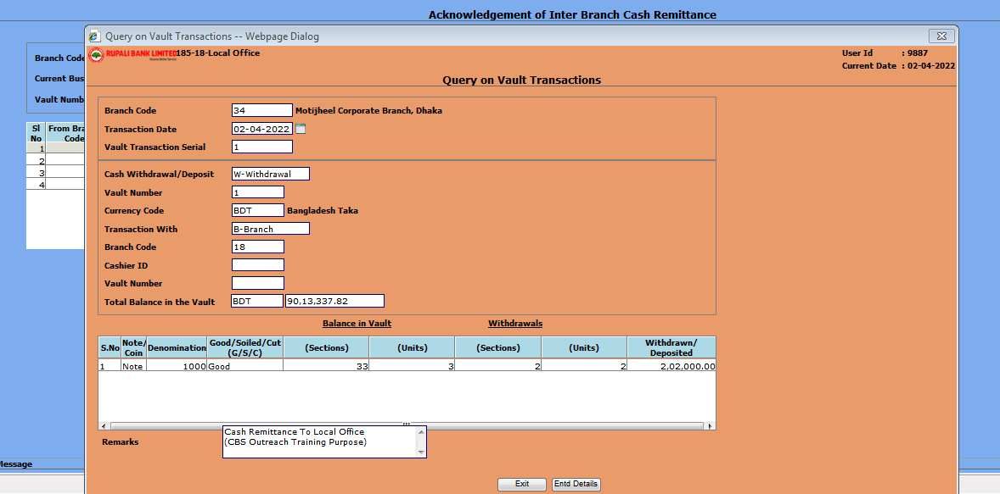 Acknowledgement of Inter Branch Cash Remittance
Query on Vault Transactions -- Webpage Dialog
RUPALI BANK LIMITED 185-18-Local Office
User Id : 9887
Current Date : 02-04-2022
Query on Vault Transactions
Branch Code
Current Bus
Vault Numb
Sl No From Bra Code
1
2
3
4
Branch Code 34 Motijheel Corporate Branch, Dhaka
Transaction Date 02-04-2022
Vault Transaction Serial 1
Cash Withdrawal/Deposit W-Withdrawal
Vault Number 1
Currency Code BDT Bangladesh Taka
Transaction With B-Branch
Branch Code 18
Cashier ID
Vault Number
Total Balance in the Vault BDT 90,13,337.82
Balance in Vault Withdrawals
S.No Note/Coin Denomination Good/Soiled/Cut (G/S/C) (Sections) (Units) (Sections) (Units) Withdrawn/Deposited
1 Note 1000 Good 33 3 2 2 2,02,000.00
Remarks
Cash Remittance To Local Office
(CBS Outreach Training Purpose)
Message
Exit Entd Details